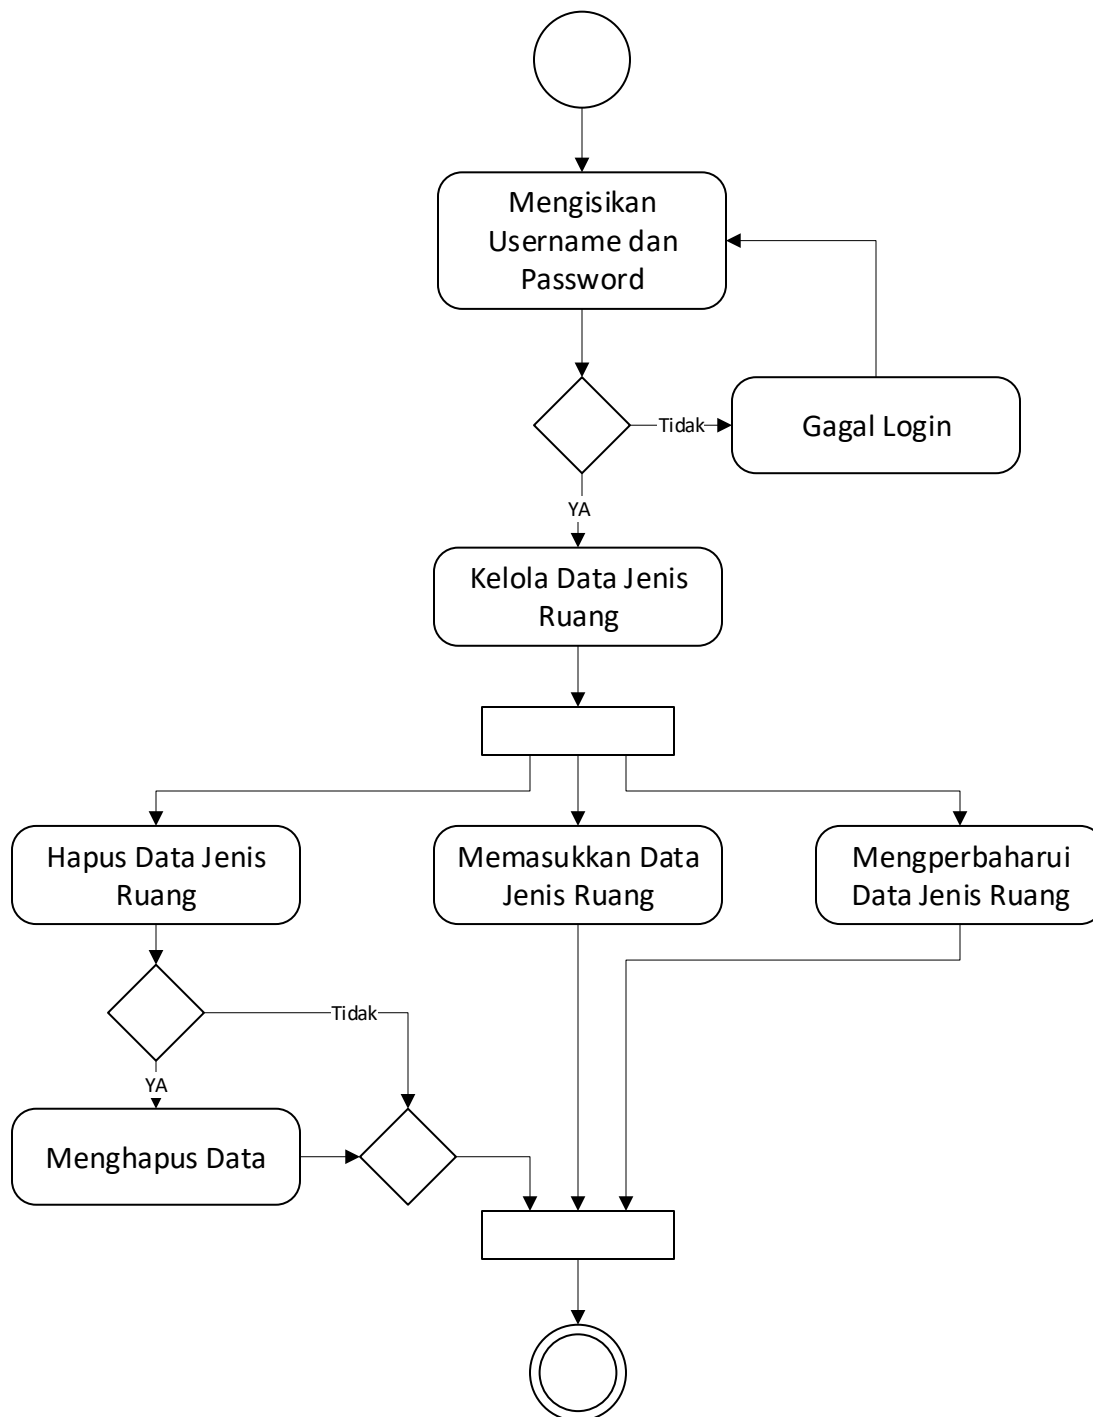 Mengisikan
Username dan
Password
Tidak
Gagal Login
YA
Kelola Data Jenis
Ruang
Hapus Data Jenis
Ruang
Memasukkan Data
Jenis Ruang
Mengperbaharui
Data Jenis Ruang
Tidak
YA
Menghapus Data